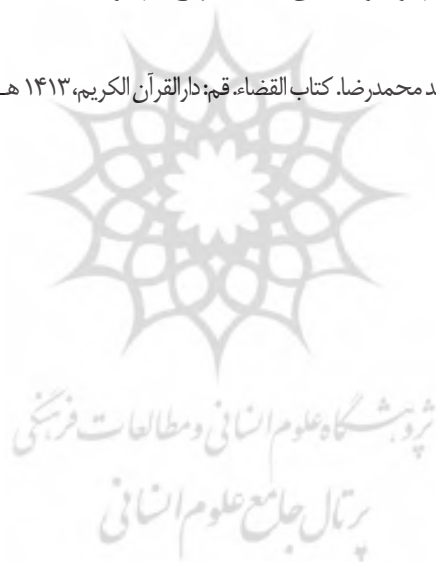 د محمدرضا. کتاب القضاء. قم: دارالقرآن الکریم، ۱۴۱۳ هـ
پژوهشگاه علوم انسانی و مطالعات فرهنگی
پرتال جامع علوم انسانی